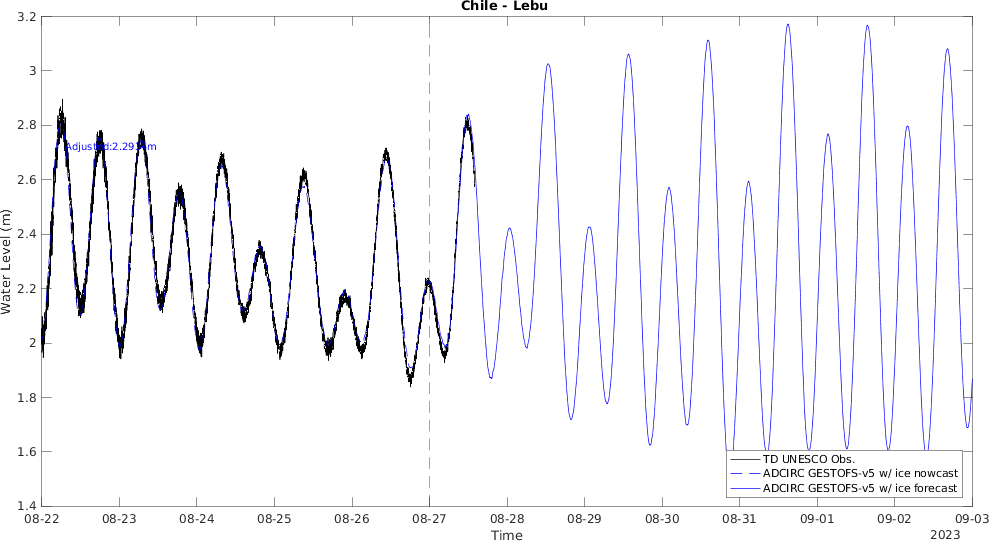 Chile - Lebu
3.2
3
2.8
2.6
2.4
2.2
2
1.8
1.6
1.4
Water Level (m)
TD UNESCO Obs.
ADCIRC GESTOFS-v5 w/ ice nowcast
ADCIRC GESTOFS-v5 w/ ice forecast
08-22 08-23 08-24 08-25 08-26 08-27 08-28 08-29 08-30 08-31 09-01 09-02 09-03
Time
2023